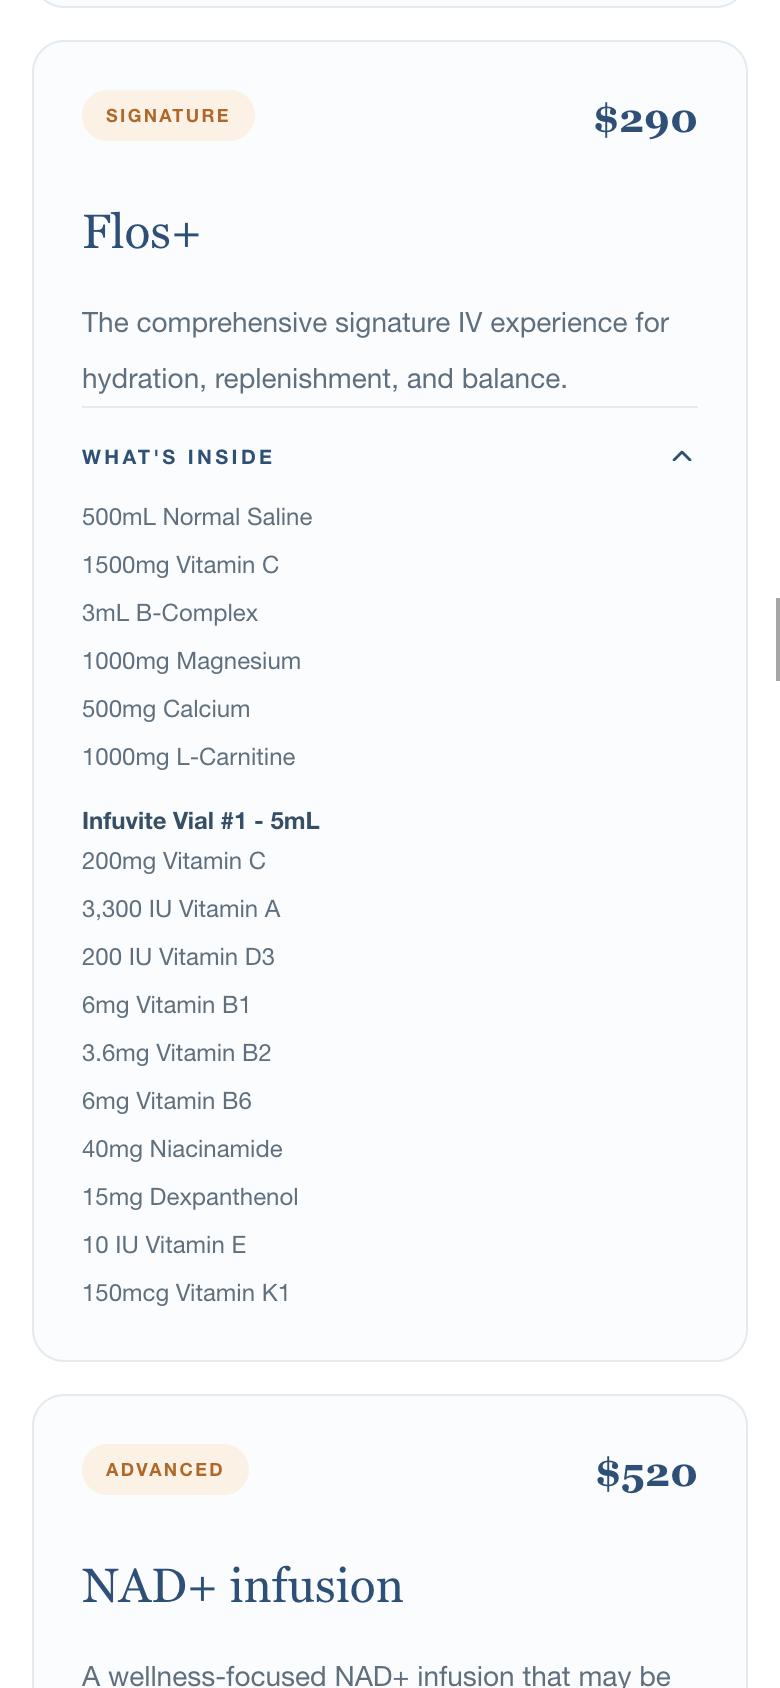 SIGNATURE
$290
Flos+
The comprehensive signature IV experience for
hydration, replenishment, and balance.
WHAT'S INSIDE
500mL Normal Saline
1500mg Vitamin C
3mL B-Complex
1000mg Magnesium
500mg Calcium
1000mg L-Carnitine
Infuvite Vial #1 - 5mL
200mg Vitamin C
3,300 IU Vitamin A
200 IU Vitamin D3
6mg Vitamin B1
3.6mg Vitamin B2
6mg Vitamin B6
40mg Niacinamide
15mg Dexpanthenol
10 IU Vitamin E
150mcg Vitamin K1
ADVANCED
$520
NAD+ infusion
A wellness-focused NAD+ infusion that may be